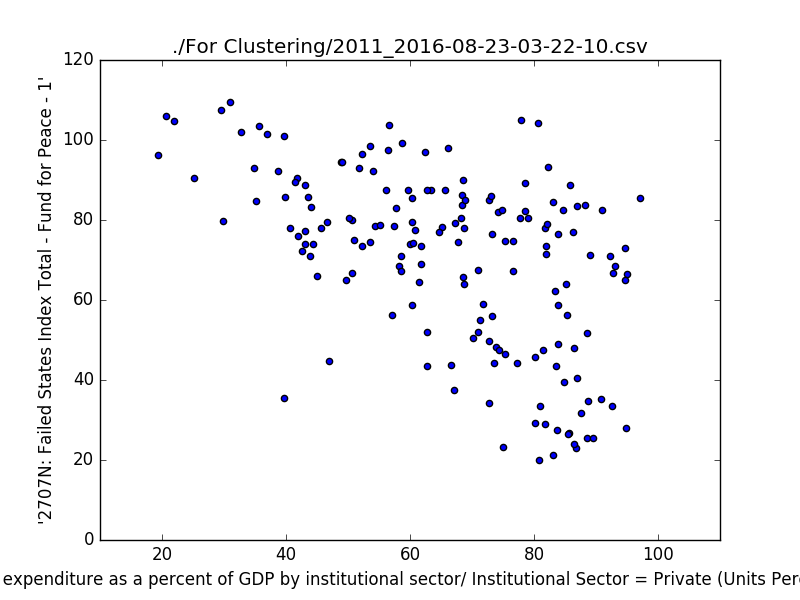 ./For Clustering/2011_2016-08-23-03-22-10.csv
120
100
80
60
40
20
0
'2707N: Failed States Index Total - Fund for Peace - 1'
20 40 60 80 100
expenditure as a percent of GDP by institutional sector/ Institutional Sector = Private (Units Per